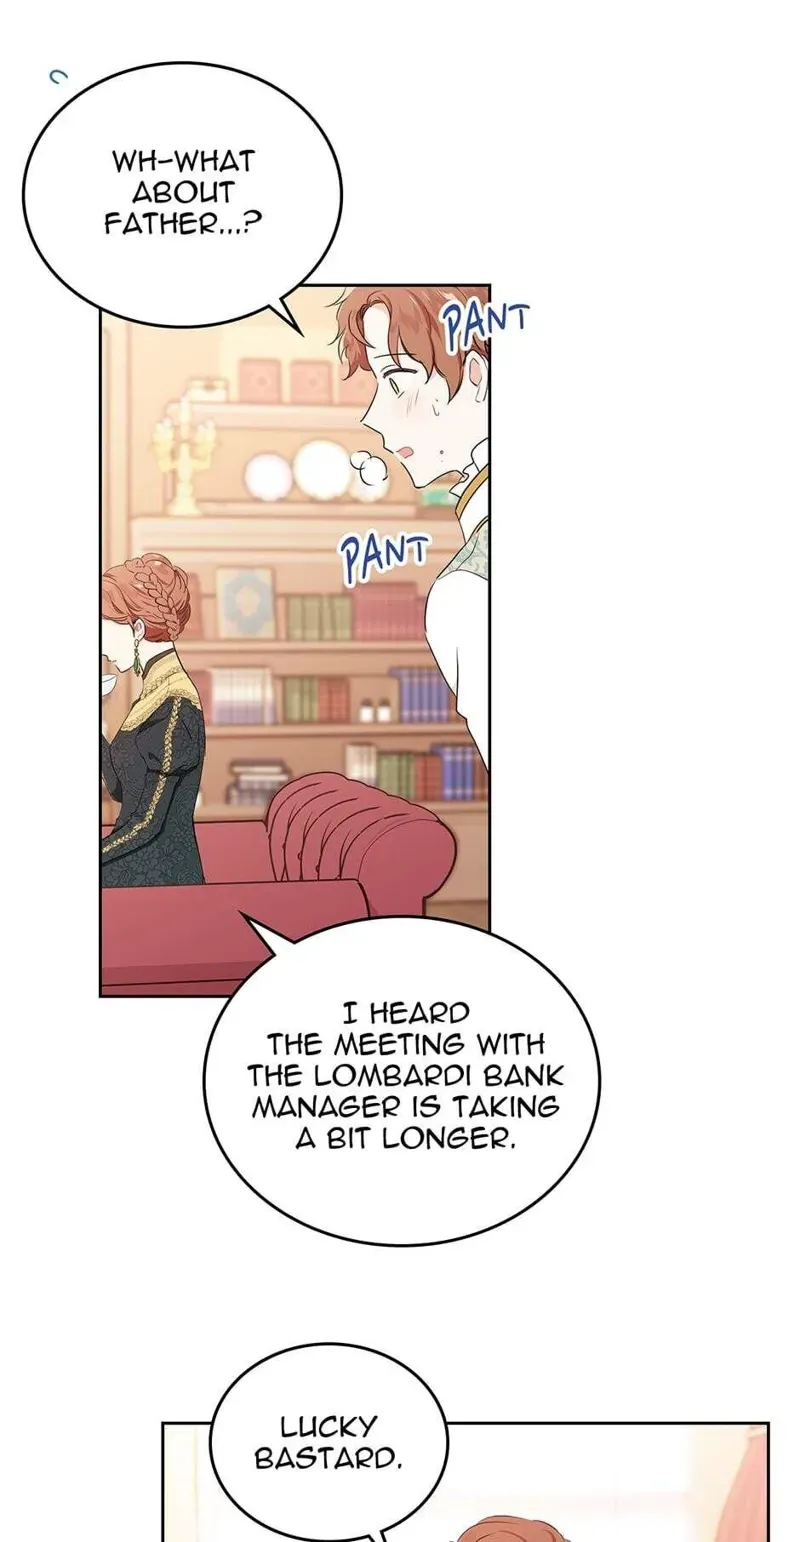 WH-WHAT
ABOUT
FATHER...?
PANT
PANT
I HEARD
THE MEETING WITH
THE LOMBARDI BANK
MANAGER IS TAKING
A BIT LONGER.
LUCKY
BASTARD.